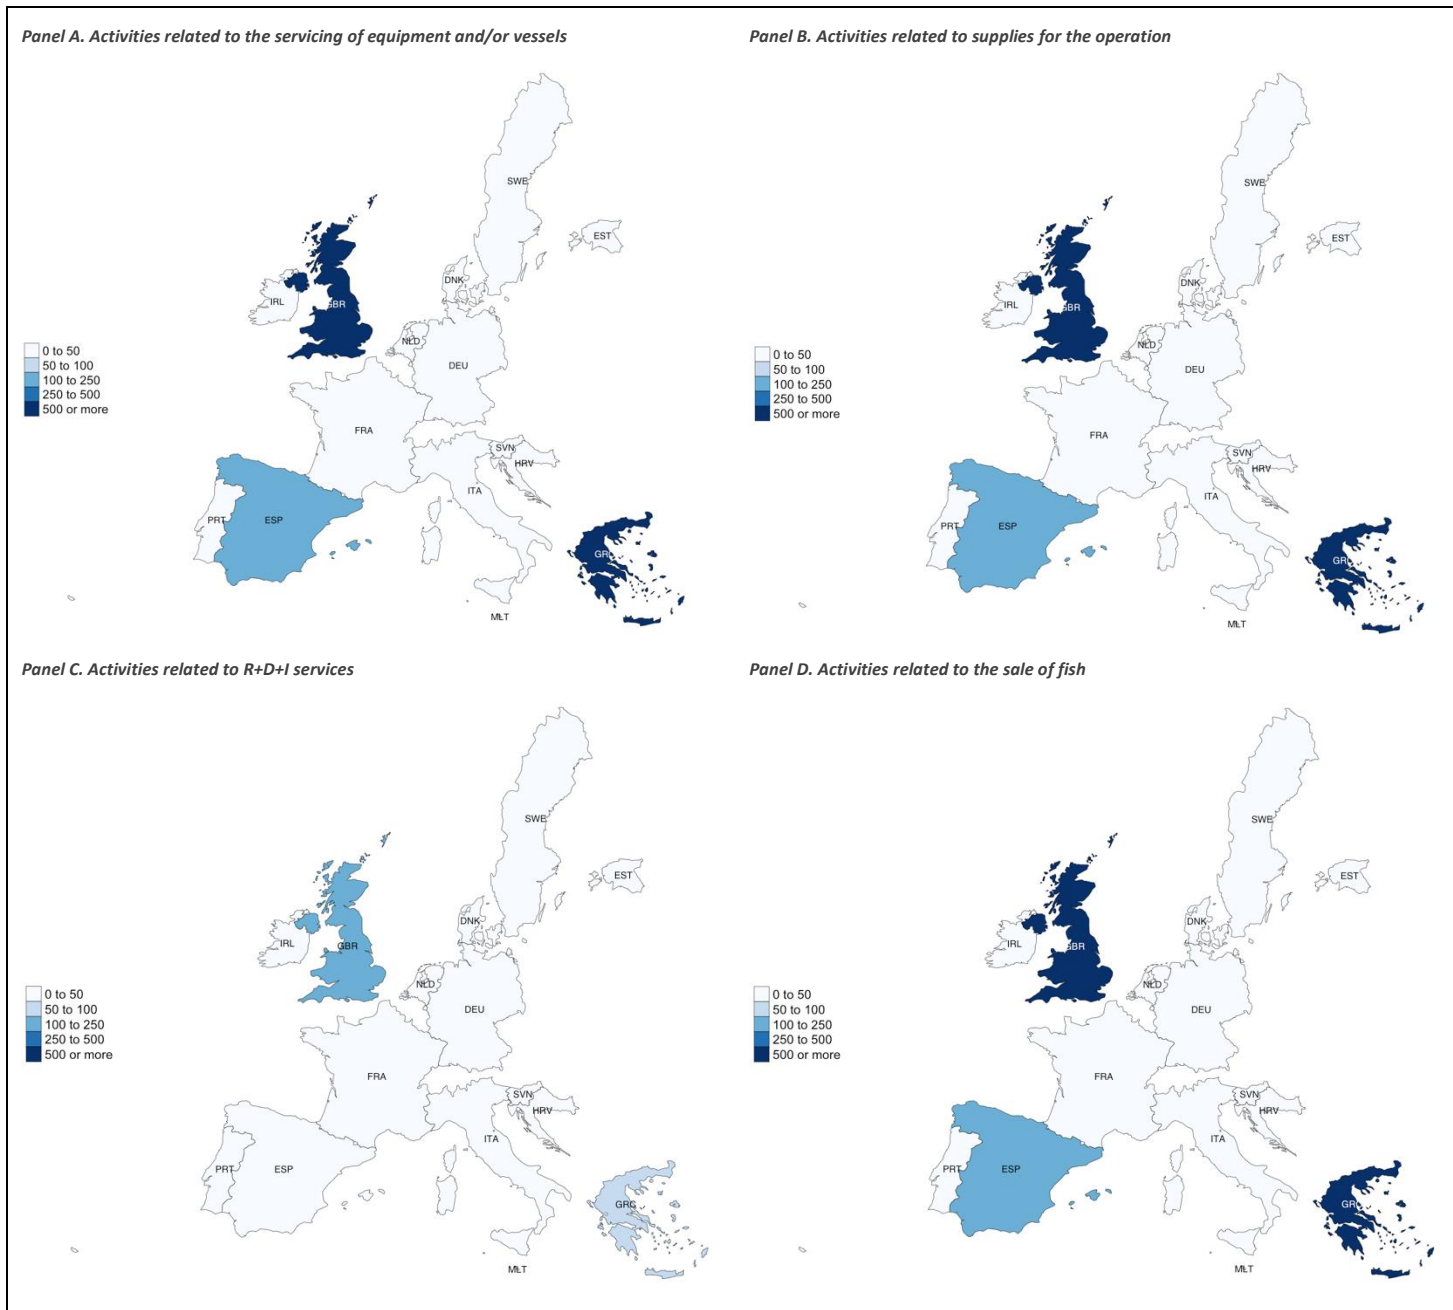 Panel A. Activities related to the servicing of equipment and/or vessels
SWE
EST
DNK
IRL
GBR
NLD
DEU
0 to 50
50 to 100
100 to 250
250 to 500
500 or more
FRA
SVN
HRV
ITA
PRT
ESP
GRC
MLT
Panel B. Activities related to supplies for the operation
SWE
EST
DNK
IRL
GBR
NLD
DEU
0 to 50
50 to 100
100 to 250
250 to 500
500 or more
FRA
SVN
HRV
ITA
PRT
ESP
GRC
MLT
Panel C. Activities related to R+D+I services
SWE
EST
DNK
IRL
GBR
NLD
DEU
0 to 50
50 to 100
100 to 250
250 to 500
500 or more
FRA
SVN
HRV
ITA
PRT
ESP
GRC
MLT
Panel D. Activities related to the sale of fish
SWE
EST
DNK
IRL
GBR
NLD
DEU
0 to 50
50 to 100
100 to 250
250 to 500
500 or more
FRA
SVN
HRV
ITA
PRT
ESP
GRC
MLT